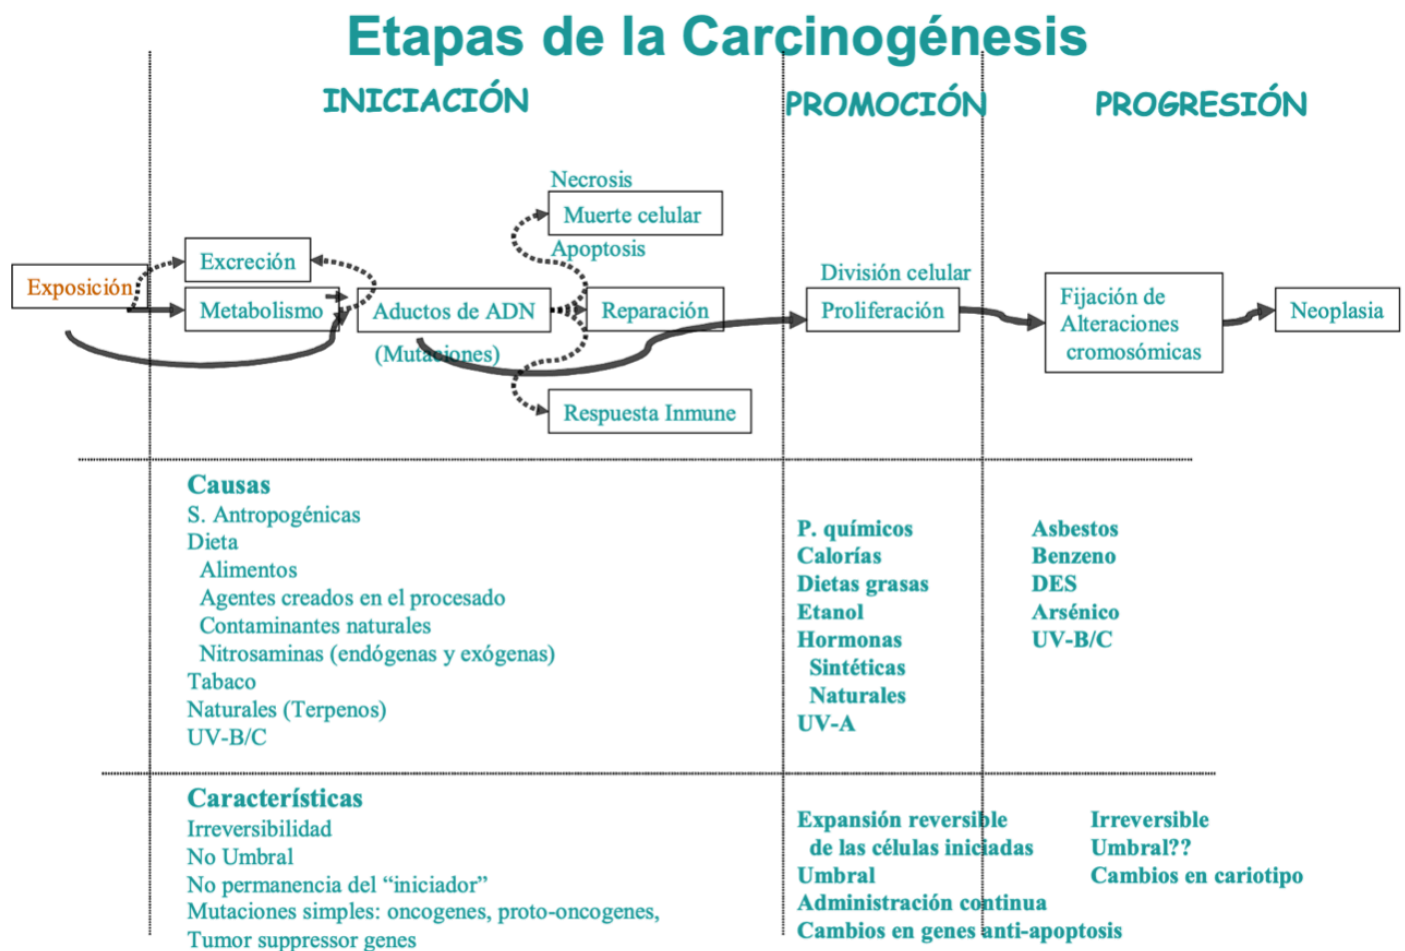 Etapas de la Carcinogénesis
INICIACIÓN
PROMOCIÓN
PROGRESIÓN
Necrosis
Muerte celular
Apoptosis
Excreción
Exposición
Metabolismo
Aductos de ADN
(Mutaciones)
Reparación
Respuesta Inmune
División celular
Proliferación
Fijación de
Alteraciones
cromosómicas
Neoplasia
Causas
S. Antropogénicas
Dieta
Alimentos
Agentes creados en el procesado
Contaminantes naturales
Nitrosaminas (endógenas y exógenas)
Tabaco
Naturales (Terpenos)
UV-B/C
P. químicos
Calorías
Dietas grasas
Etanol
Hormonas
Sintéticas
Naturales
UV-A
Asbestos
Benzeno
DES
Arsénico
UV-B/C
Características
Irreversibilidad
No Umbral
No permanencia del “iniciador”
Mutaciones simples: oncogenes, proto-oncogenes,
Tumor suppressor genes
Expansión reversible
de las células iniciadas
Umbral
Administración continua
Cambios en genes anti-apoptosis
Irreversible
Umbral??
Cambios en cariotipo